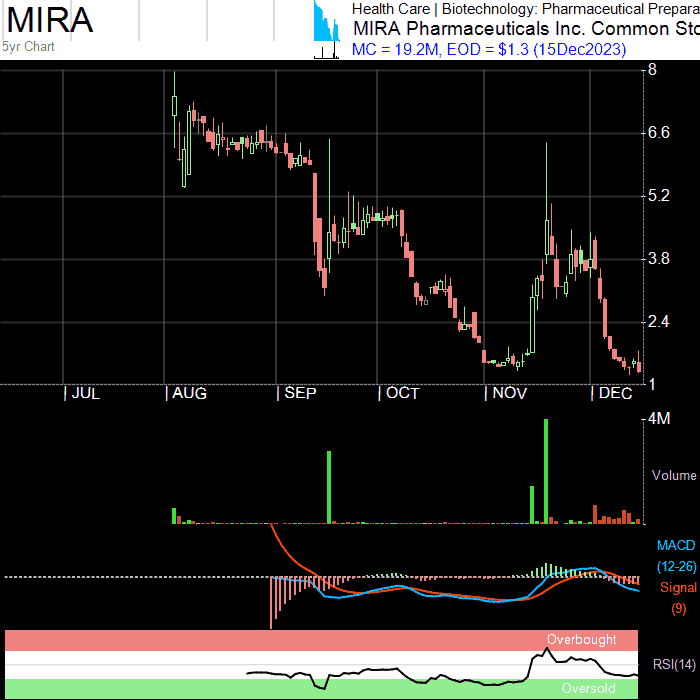 MIRA
5yr Chart
Health Care | Biotechnology: Pharmaceutical Prepara
MIRA Pharmaceuticals Inc. Common Sto
MC = 19.2M, EOD = $1.3 (15Dec2023)
8
6.6
5.2
3.8
2.4
1
JUL AUG SEP OCT NOV DEC
4M
Volume
MACD
(12-26)
Signal
(9)
Overbought
RSI(14)
Oversold